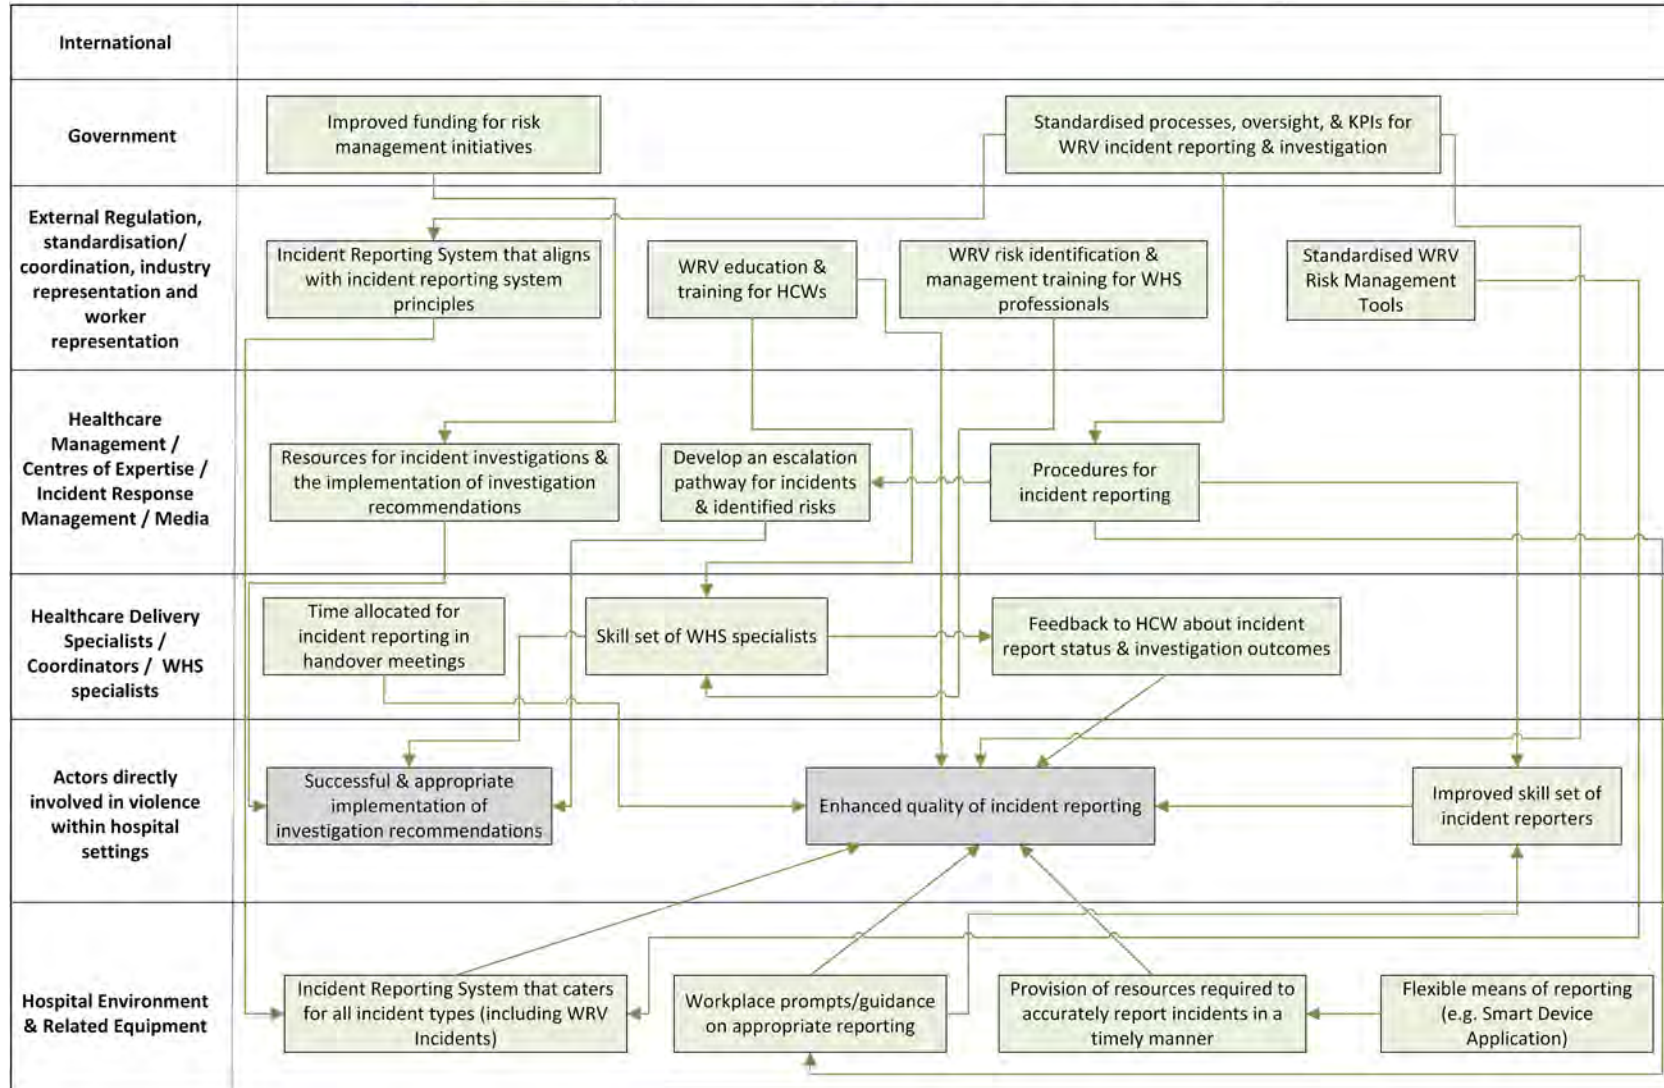 International
Government
Improved funding for risk
management initiatives
Standardised processes, oversight, & KPIs for
WRV incident reporting & investigation
External Regulation,
standardisation/
coordination, industry
representation and
worker
representation
Incident Reporting System that aligns
with incident reporting system
principles
WRV education &
training for HCWs
WRV risk identification &
management training for WHS
professionals
Standardised WRV
Risk Management
Tools
Healthcare
Management /
Centres of Expertise /
Incident Response
Management / Media
Resources for incident investigations &
the implementation of investigation
recommendations
Develop an escalation
pathway for incidents
& identified risks
Procedures for
incident reporting
Healthcare Delivery
Specialists /
Coordinators / WHS
specialists
Time allocated for
incident reporting in
handover meetings
Skill set of WHS specialists
Feedback to HCW about incident
report status & investigation outcomes
Actors directly
involved in violence
within hospital
settings
Successful & appropriate
implementation of
investigation recommendations
Enhanced quality of incident reporting
Improved skill set of
incident reporters
Hospital Environment
& Related Equipment
Incident Reporting System that caters
for all incident types (including WRV
Incidents)
Workplace prompts/guidance
on appropriate reporting
Provision of resources required to
accurately report incidents in a
timely manner
Flexible means of reporting
(e.g. Smart Device
Application)